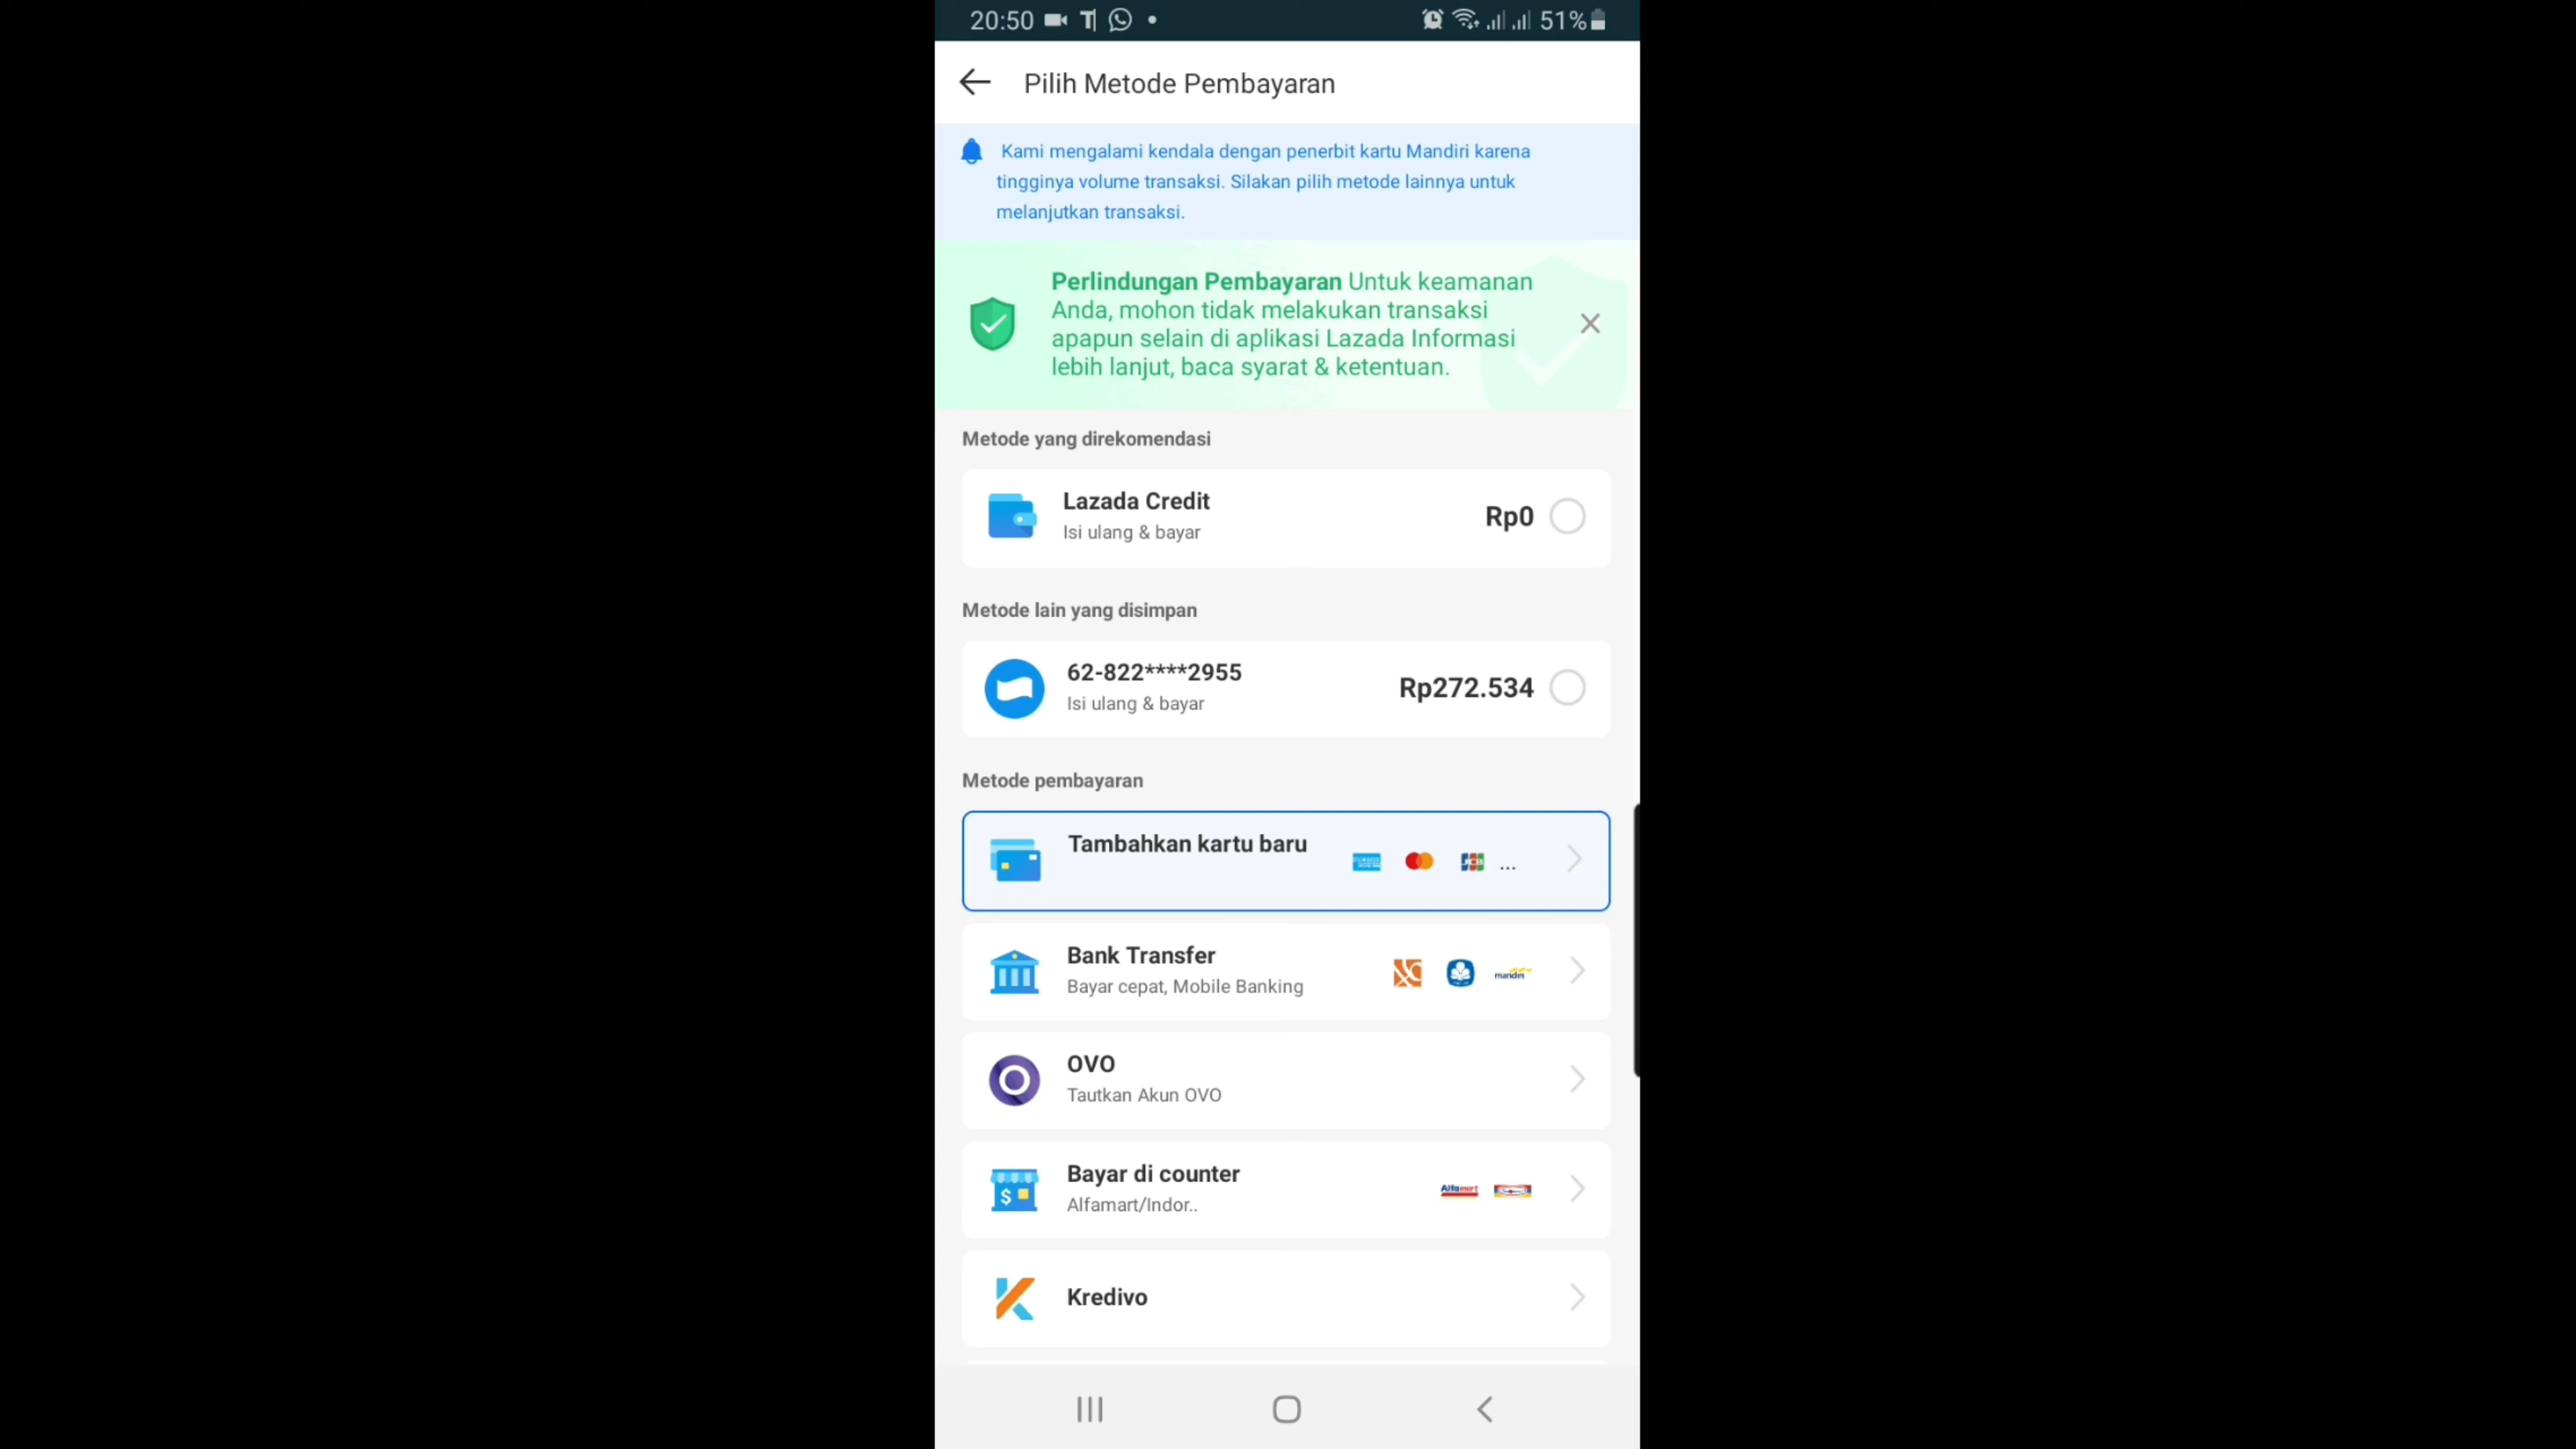 20:50
51%
Pilih Metode Pembayaran
Kami mengalami kendala dengan penerbit kartu Mandiri karena
tingginya volume transaksi. Silakan pilih metode lainnya untuk
melanjutkan transaksi.
Perlindungan Pembayaran Untuk keamanan
Anda, mohon tidak melakukan transaksi
apapun selain di aplikasi Lazada Informasi
lebih lanjut, baca syarat & ketentuan.
Metode yang direkomendasi
Lazada Credit
Isi ulang & bayar
Rp0
Metode lain yang disimpan
62-822****2955
Isi ulang & bayar
Rp272.534
Metode pembayaran
Tambahkan kartu baru
JCB ...
Bank Transfer
Bayar cepat, Mobile Banking
mandiri
OVO
Tautkan Akun OVO
Bayar di counter
Alfamart/Indor..
Alfamart
Kredivo